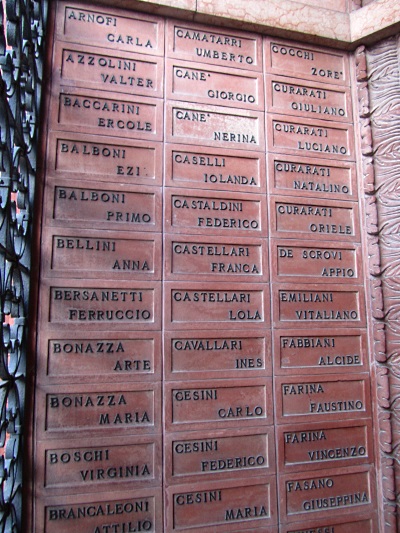 ARNOFI
CARLA
AZZOLINI
VALTER
BACCARINI
ERCOLE
BALBONI
EZI
BALBONI
PRIMO
BELLINI
ANNA
BERSANETTI
FERRUCCIO
BONAZZA
ARTE
BONAZZA
MARIA
BOSCHI
VIRGINIA
BRANCALEONI
ATTILIO
CAMATARRI
UMBERTO
CANE'
GIORGIO
CANE'
NERINA
CASELLI
IOLANDA
CASTALDINI
FEDERICO
CASTELLARI
FRANCA
CASTELLARI
LOLA
CAVALLARI
INES
CESINI
CARLO
CESINI
FEDERICO
CESINI
MARIA
COCCHI
ZORE'
CURARATI
GIULIANO
CURARATI
LUCIANO
CURARATI
NATALINO
CURARATI
ORIELE
DE SCROVI
APPIO
EMILIANI
VITALIANO
FABBIANI
ALCIDE
FARINA
FAUSTINO
FARINA
VINCENZO
FASANO
GIUSEPPINA